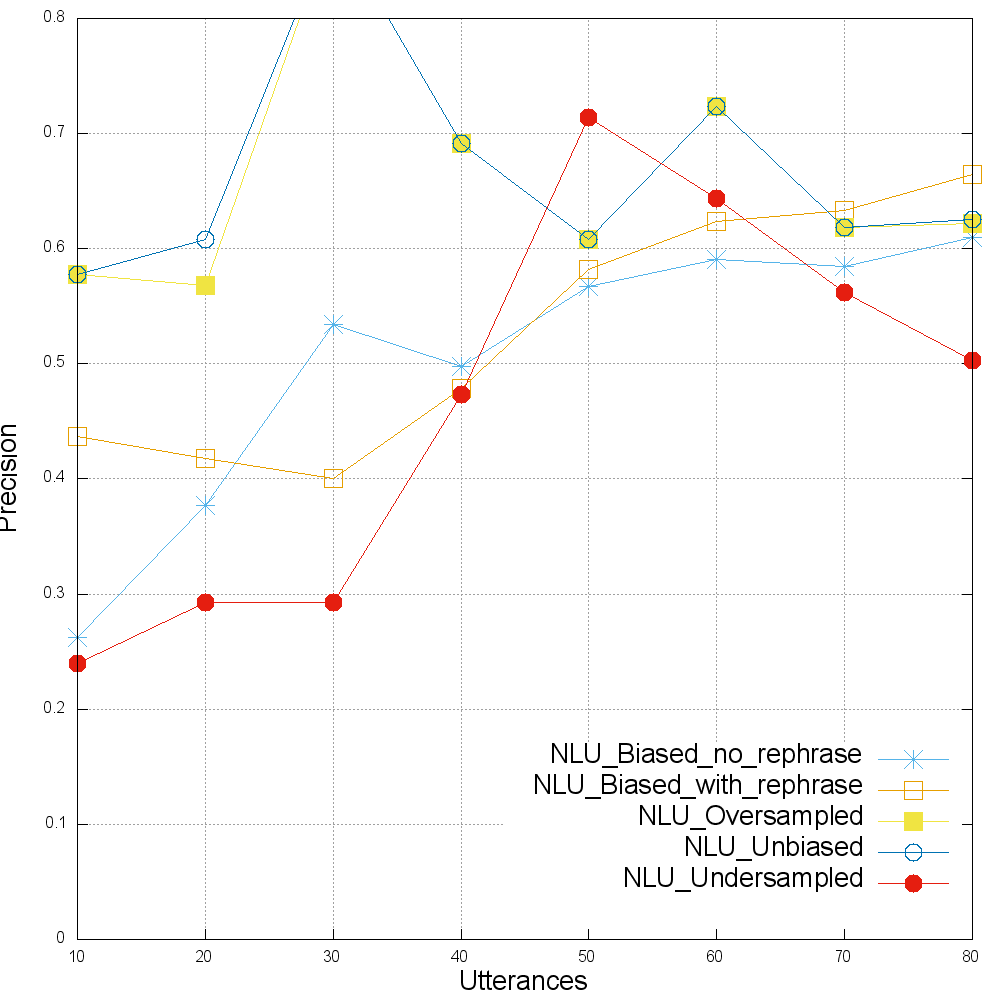 0.8
0.7
0.6
0.5
0.4
0.3
0.2
0.1
0
Precision
NLU_Biased_no_rephrase
NLU_Biased_with_rephrase
NLU_Oversampled
NLU_Unbiased
NLU_Undersampled
10 20 30 40 50 60 70 80
Utterances